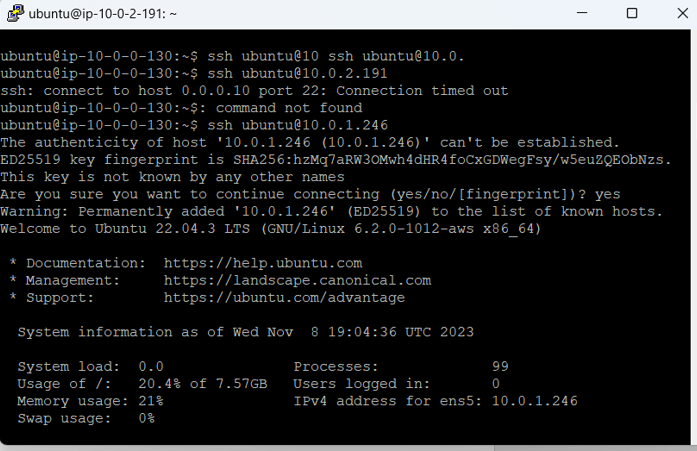 ubuntu@ip-10-0-2-191: ~
ubuntu@ip-10-0-0-130:~$ ssh ubuntu@10 ssh ubuntu@10.0.
ubuntu@ip-10-0-0-130:~$ ssh ubuntu@10.0.2.191
ssh: connect to host 0.0.0.10 port 22: Connection timed out
ubuntu@ip-10-0-0-130:~$: command not found
ubuntu@ip-10-0-0-130:~$ ssh ubuntu@10.0.1.246
The authenticity of host '10.0.1.246 (10.0.1.246)' can't be established.
ED25519 key fingerprint is SHA256:hzMq7aRW3OMwh4dHR4foCxGDWegFsy/w5euZQEObNzs.
This key is not known by any other names
Are you sure you want to continue connecting (yes/no/[fingerprint])? yes
Warning: Permanently added '10.0.1.246' (ED25519) to the list of known hosts.
Welcome to Ubuntu 22.04.3 LTS (GNU/Linux 6.2.0-1012-aws x86_64)
* Documentation:  https://help.ubuntu.com
* Management:     https://landscape.canonical.com
* Support:        https://ubuntu.com/advantage
System information as of Wed Nov  8 19:04:36 UTC 2023
System load:  0.0               Processes:             99
Usage of /:   20.4% of 7.57GB   Users logged in:       0
Memory usage: 21%               IPv4 address for ens5: 10.0.1.246
Swap usage:   0%